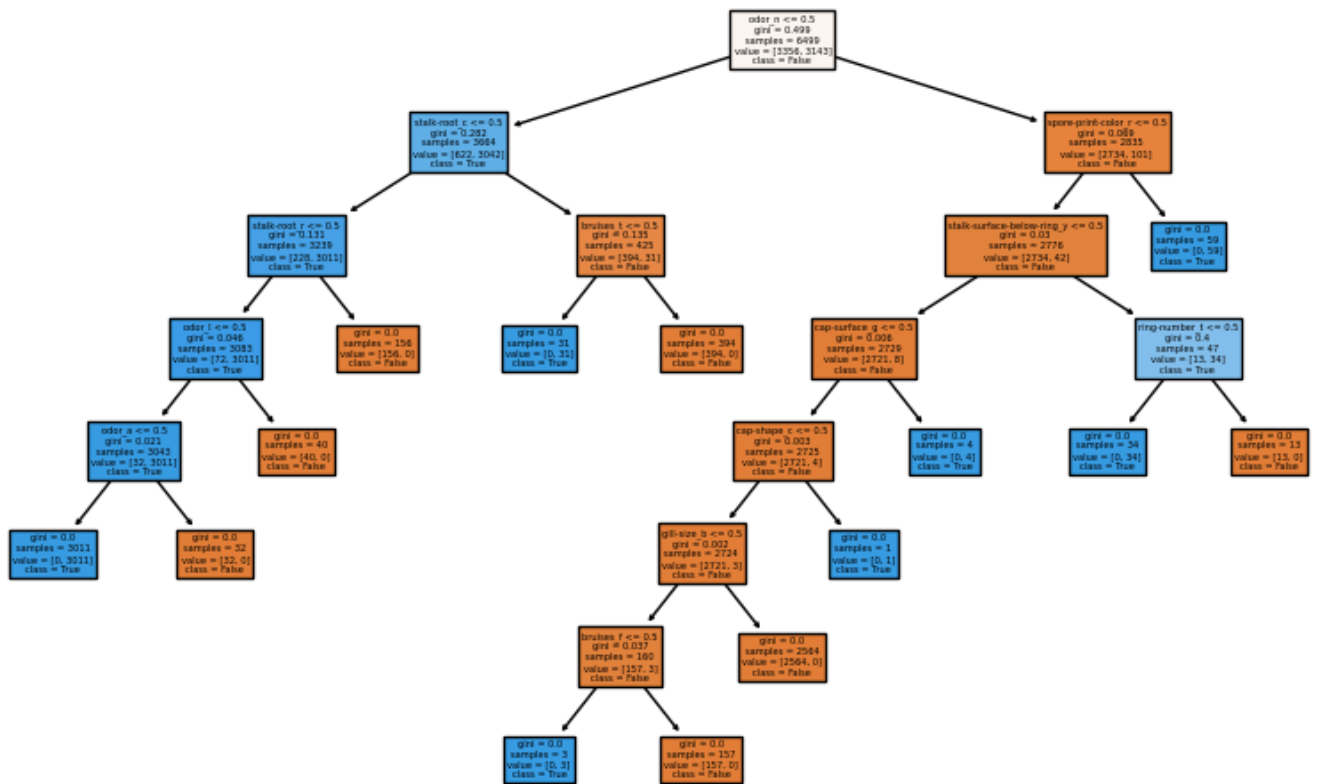 odor_n <= 0.5
gini = 0.499
samples = 6499
value = [3356, 3143]
class = False
stalk-root_c <= 0.5
gini = 0.282
samples = 3664
value = [622, 3042]
class = True
spore-print-color_r <= 0.5
gini = 0.069
samples = 2835
value = [2734, 101]
class = False
stalk-root_r <= 0.5
gini = 0.131
samples = 3239
value = [228, 3011]
class = True
bruises_t <= 0.5
gini = 0.135
samples = 425
value = [394, 31]
class = False
stalk-surface-below-ring_y <= 0.5
gini = 0.03
samples = 2776
value = [2734, 42]
class = False
gini = 0.0
samples = 59
value = [0, 59]
class = True
odor_l <= 0.5
gini = 0.046
samples = 3083
value = [72, 3011]
class = True
gini = 0.0
samples = 156
value = [156, 0]
class = False
gini = 0.0
samples = 31
value = [0, 31]
class = True
gini = 0.0
samples = 394
value = [394, 0]
class = False
cap-surface_g <= 0.5
gini = 0.006
samples = 2729
value = [2721, 8]
class = False
ring-number_t <= 0.5
gini = 0.4
samples = 47
value = [13, 34]
class = True
odor_a <= 0.5
gini = 0.021
samples = 3043
value = [32, 3011]
class = True
gini = 0.0
samples = 40
value = [40, 0]
class = False
cap-shape_c <= 0.5
gini = 0.003
samples = 2725
value = [2721, 4]
class = False
gini = 0.0
samples = 4
value = [0, 4]
class = True
gini = 0.0
samples = 34
value = [0, 34]
class = True
gini = 0.0
samples = 13
value = [13, 0]
class = False
gini = 0.0
samples = 3011
value = [0, 3011]
class = True
gini = 0.0
samples = 32
value = [32, 0]
class = False
gill-size_b <= 0.5
gini = 0.002
samples = 2724
value = [2721, 3]
class = False
gini = 0.0
samples = 1
value = [0, 1]
class = True
bruises_f <= 0.5
gini = 0.037
samples = 160
value = [157, 3]
class = False
gini = 0.0
samples = 2564
value = [2564, 0]
class = False
gini = 0.0
samples = 3
value = [0, 3]
class = True
gini = 0.0
samples = 157
value = [157, 0]
class = False